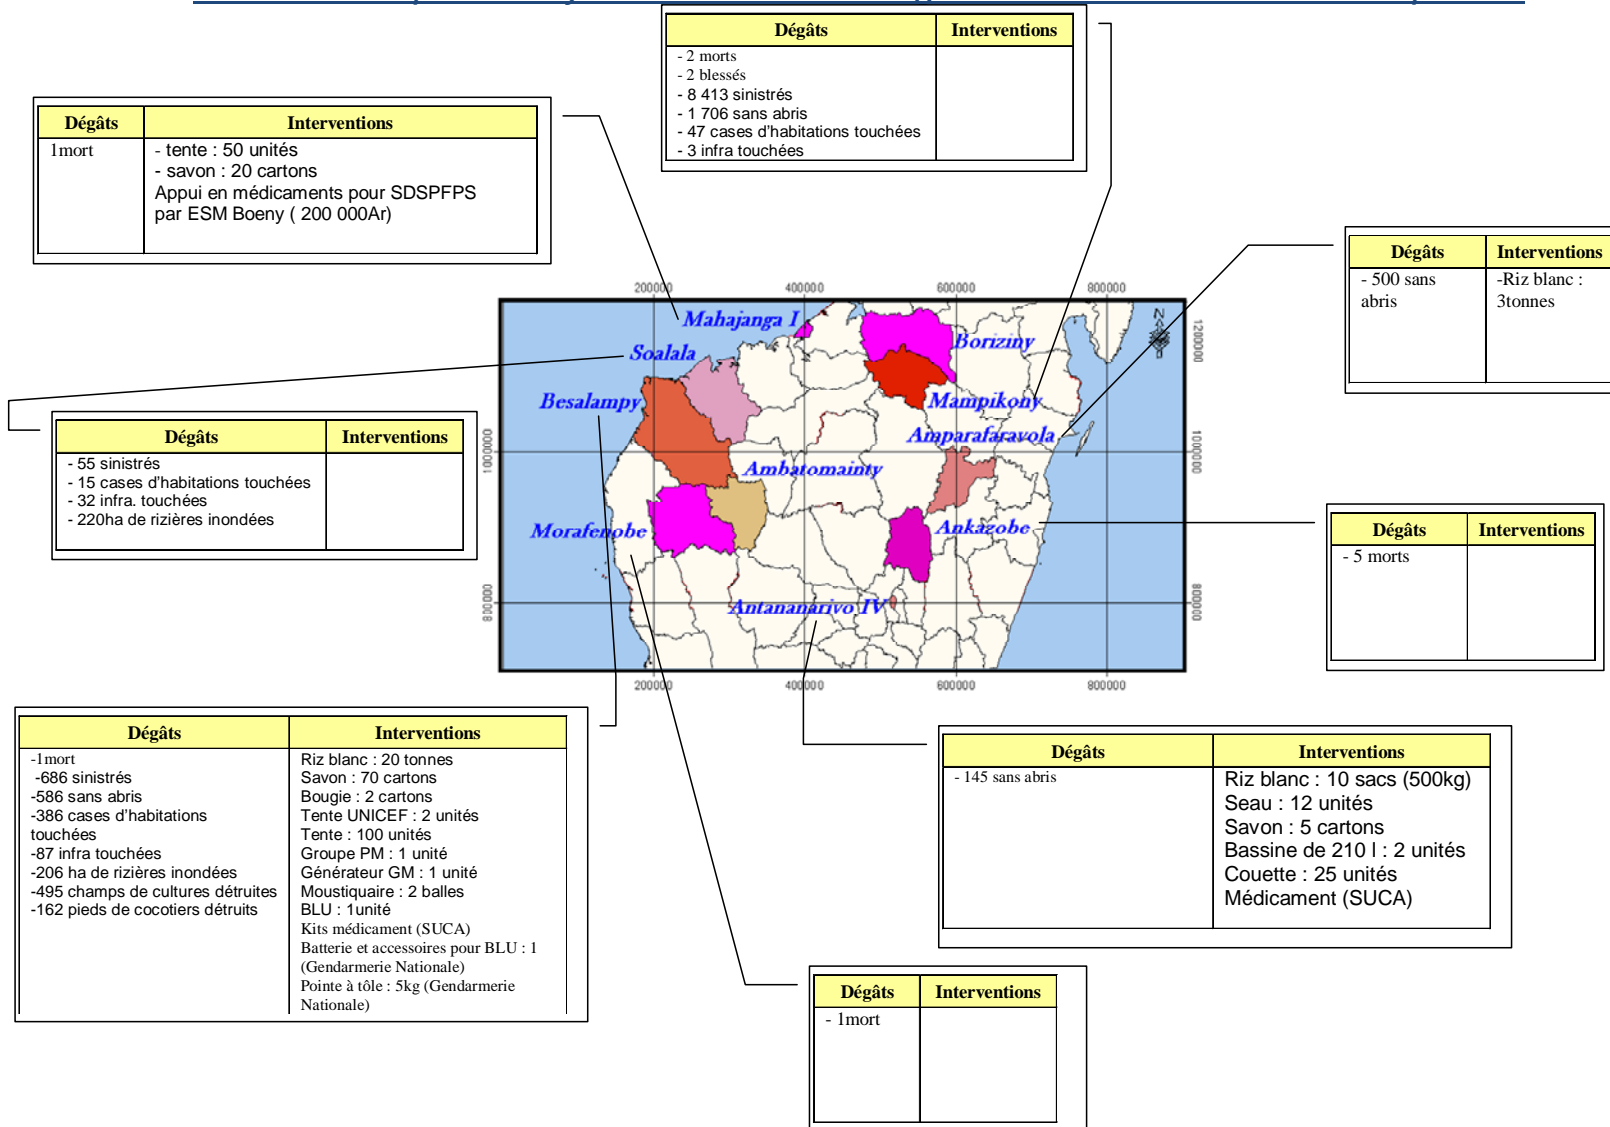 Dégâts Interventions
- 2 morts
- 2 blessés
- 8 413 sinistrés
- 1 706 sans abris
- 47 cases d'habitations touchées
- 3 infra touchées
Dégâts Interventions
1mort
- tente : 50 unités
- savon : 20 cartons
Appui en médicaments pour SDSPFPS
par ESM Boeny ( 200 000Ar)
Dégâts Interventions
- 500 sans
abris
-Riz blanc :
3tonnes
200000 400000 600000 800000
Mahajanga I
N
1200000
Boriziny
Soalala
Besalampy
Mampikony
Amparafaravola
1000000
1000000
Ambatomainty
Morafenobe
Ankazobe
800000
800000
Antananarivo IV
200000 400000 600000 800000
Dégâts Interventions
- 55 sinistrés
- 15 cases d'habitations touchées
- 32 infra. touchées
- 220ha de rizières inondées
Dégâts Interventions
- 5 morts
Dégâts Interventions
-1mort
-686 sinistrés
-586 sans abris
-386 cases d'habitations
touchées
-87 infra touchées
-206 ha de rizières inondées
-495 champs de cultures détruites
-162 pieds de cocotiers détruits
Riz blanc : 20 tonnes
Savon : 70 cartons
Bougie : 2 cartons
Tente UNICEF : 2 unités
Tente : 100 unités
Groupe PM : 1 unité
Générateur GM : 1 unité
Moustiquaire : 2 balles
BLU : 1unité
Kits médicament (SUCA)
Batterie et accessoires pour BLU : 1
(Gendarmerie Nationale)
Pointe à tôle : 5kg (Gendarmerie
Nationale)
Dégâts Interventions
- 145 sans abris
Riz blanc : 10 sacs (500kg)
Seau : 12 unités
Savon : 5 cartons
Bassine de 210 l : 2 unités
Couette : 25 unités
Médicament (SUCA)
Dégâts Interventions
- 1mort